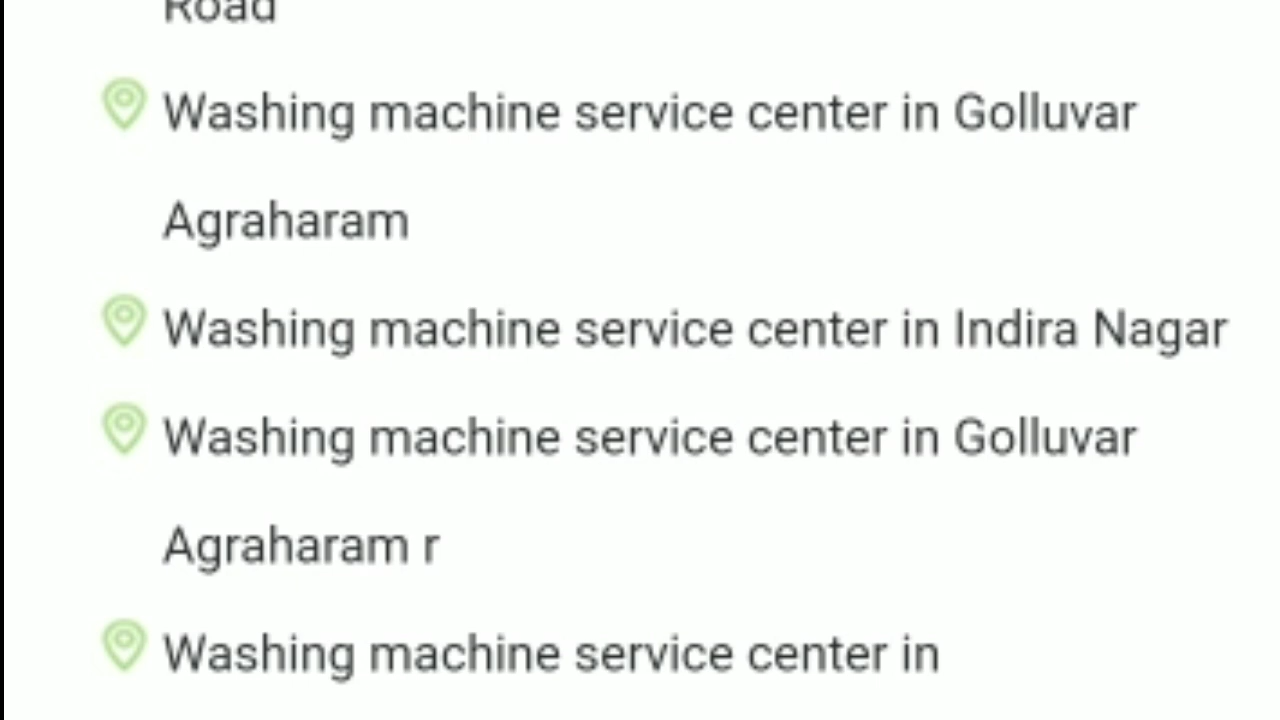 Road
Washing machine service center in Golluvar
Agraharam
Washing machine service center in Indira Nagar
Washing machine service center in Golluvar
Agraharam r
Washing machine service center in